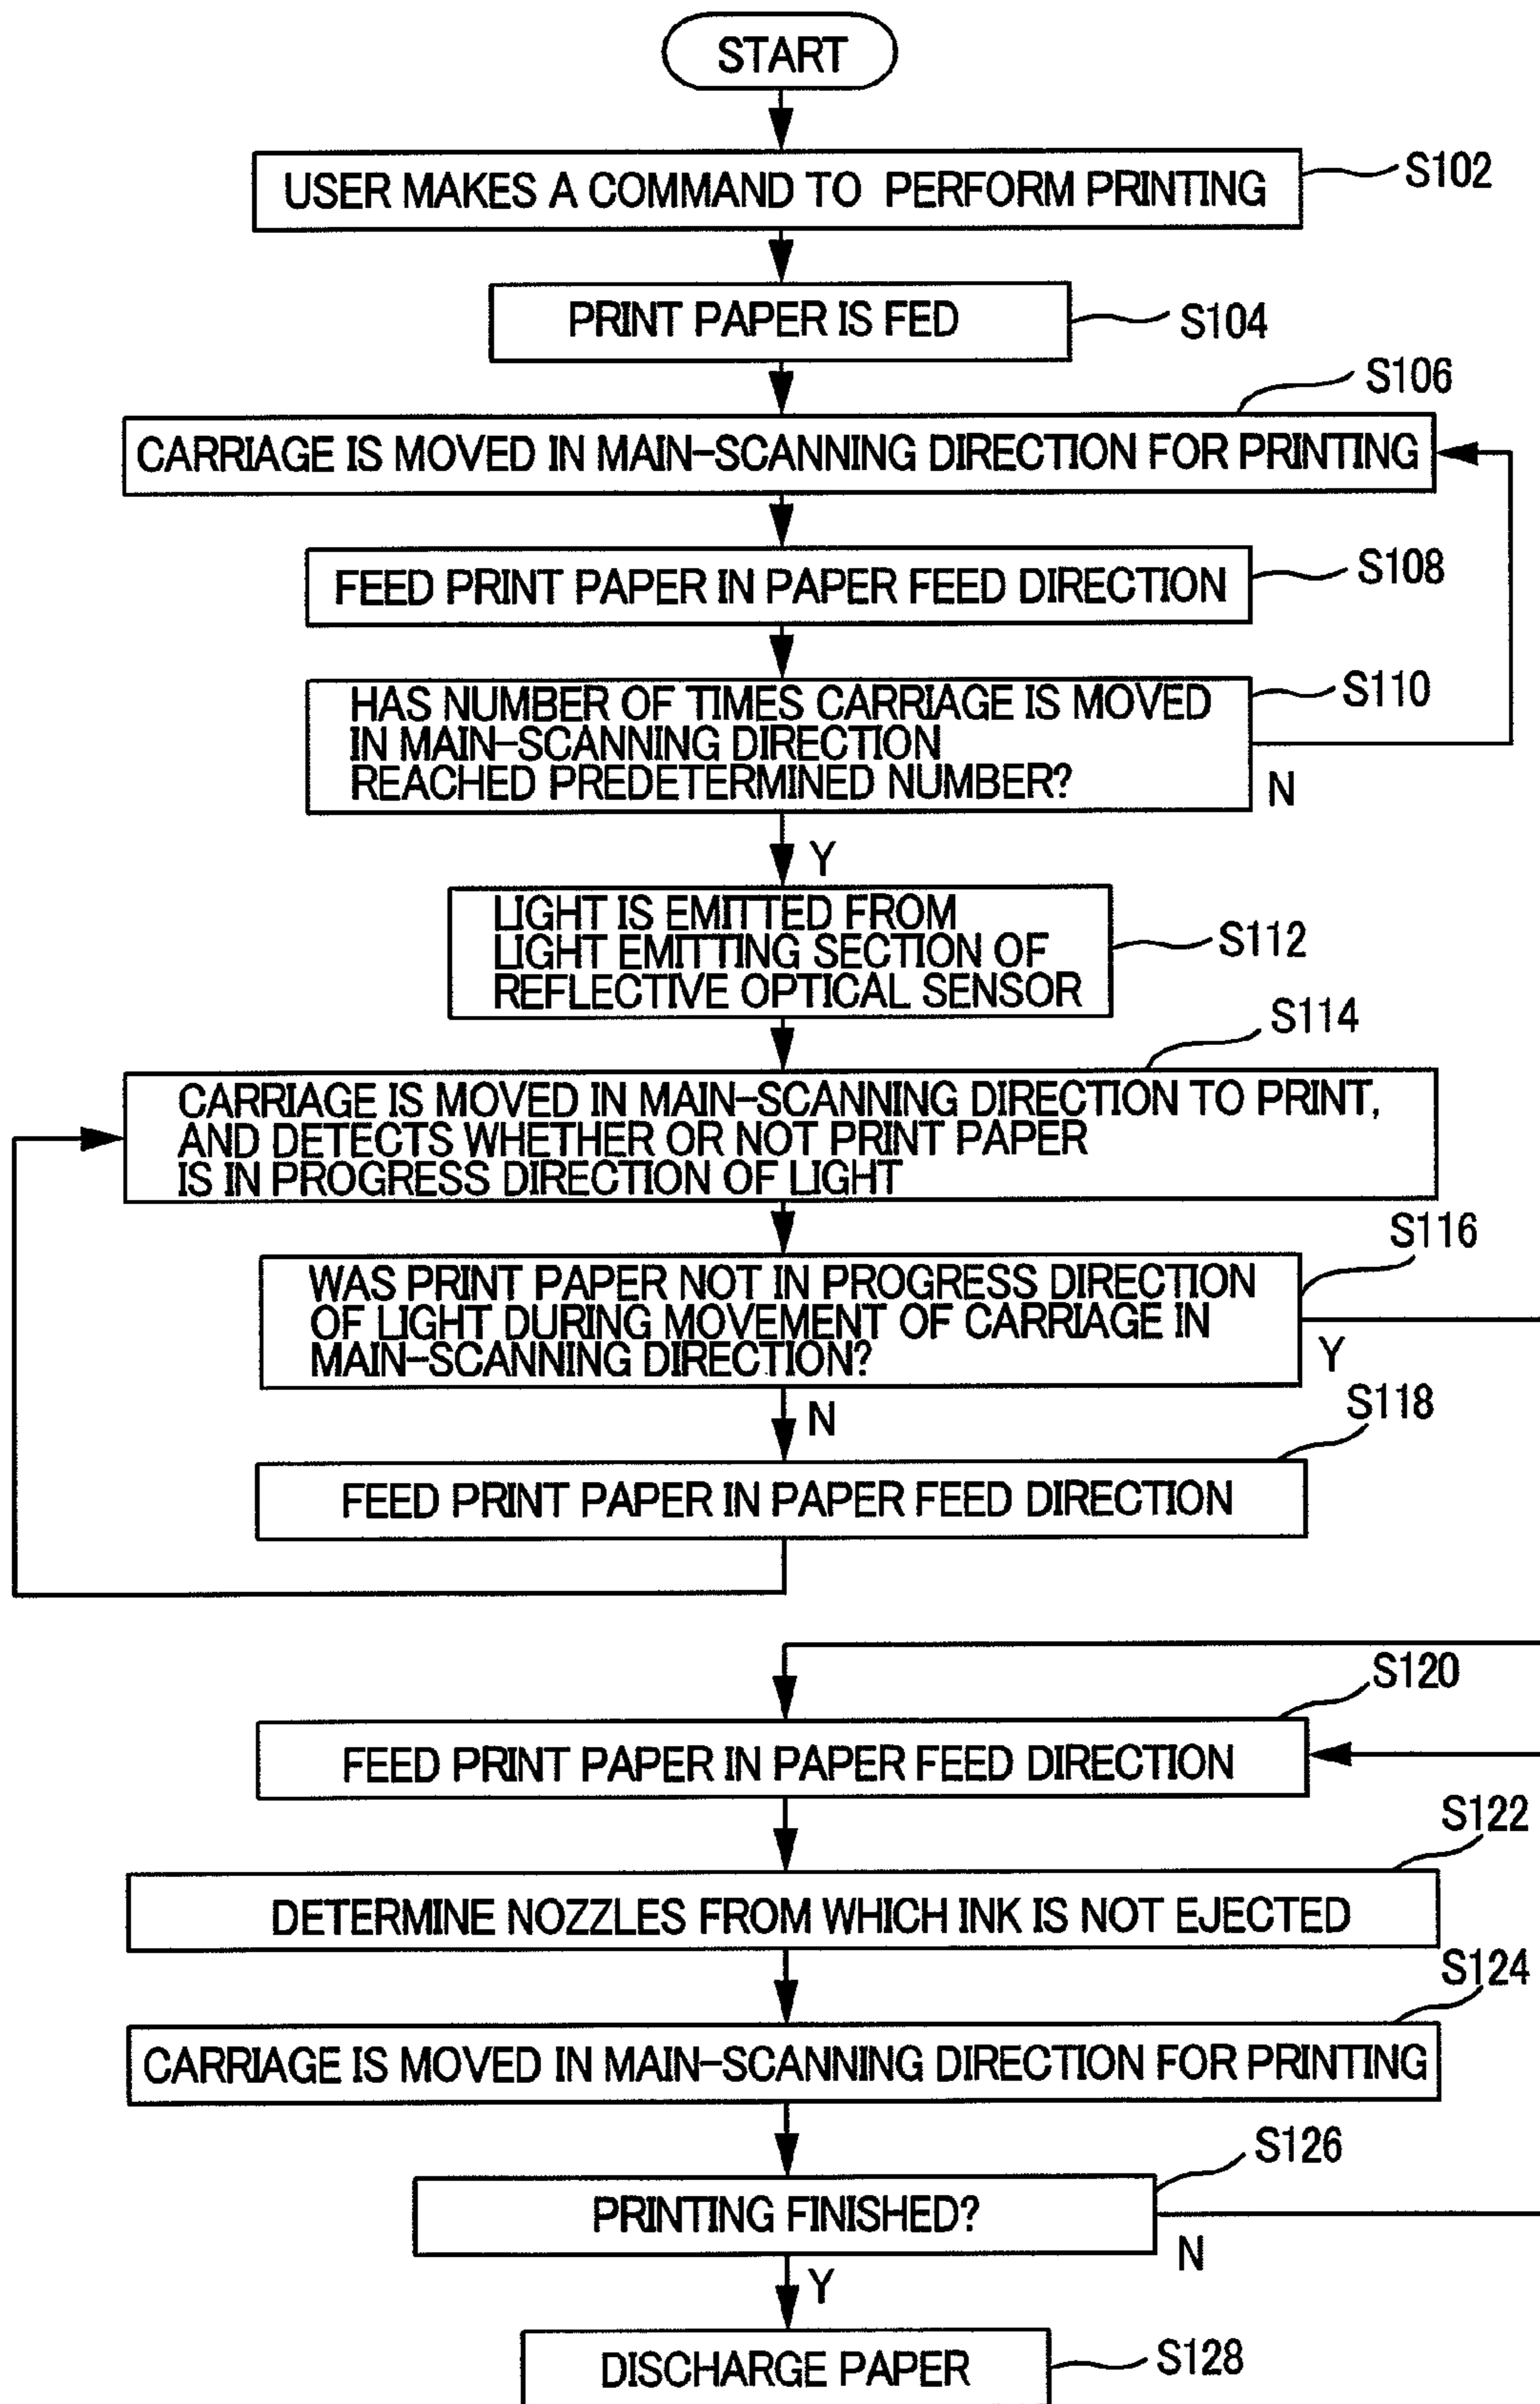 START
USER MAKES A COMMAND TO PERFORM PRINTING
S102
PRINT PAPER IS FED
S104
S106
CARRIAGE IS MOVED IN MAIN-SCANNING DIRECTION FOR PRINTING
FEED PRINT PAPER IN PAPER FEED DIRECTION
S108
HAS NUMBER OF TIMES CARRIAGE IS MOVED
IN MAIN-SCANNING DIRECTION
REACHED PREDETERMINED NUMBER?
S110
N
Y
LIGHT IS EMITTED FROM
LIGHT EMITTING SECTION OF
REFLECTIVE OPTICAL SENSOR
S112
S114
CARRIAGE IS MOVED IN MAIN-SCANNING DIRECTION TO PRINT,
AND DETECTS WHETHER OR NOT PRINT PAPER
IS IN PROGRESS DIRECTION OF LIGHT
S116
WAS PRINT PAPER NOT IN PROGRESS DIRECTION
OF LIGHT DURING MOVEMENT OF CARRIAGE IN
MAIN-SCANNING DIRECTION?
Y
N
S118
FEED PRINT PAPER IN PAPER FEED DIRECTION
S120
FEED PRINT PAPER IN PAPER FEED DIRECTION
S122
DETERMINE NOZZLES FROM WHICH INK IS NOT EJECTED
S124
CARRIAGE IS MOVED IN MAIN-SCANNING DIRECTION FOR PRINTING
S126
PRINTING FINISHED?
N
Y
DISCHARGE PAPER
S128